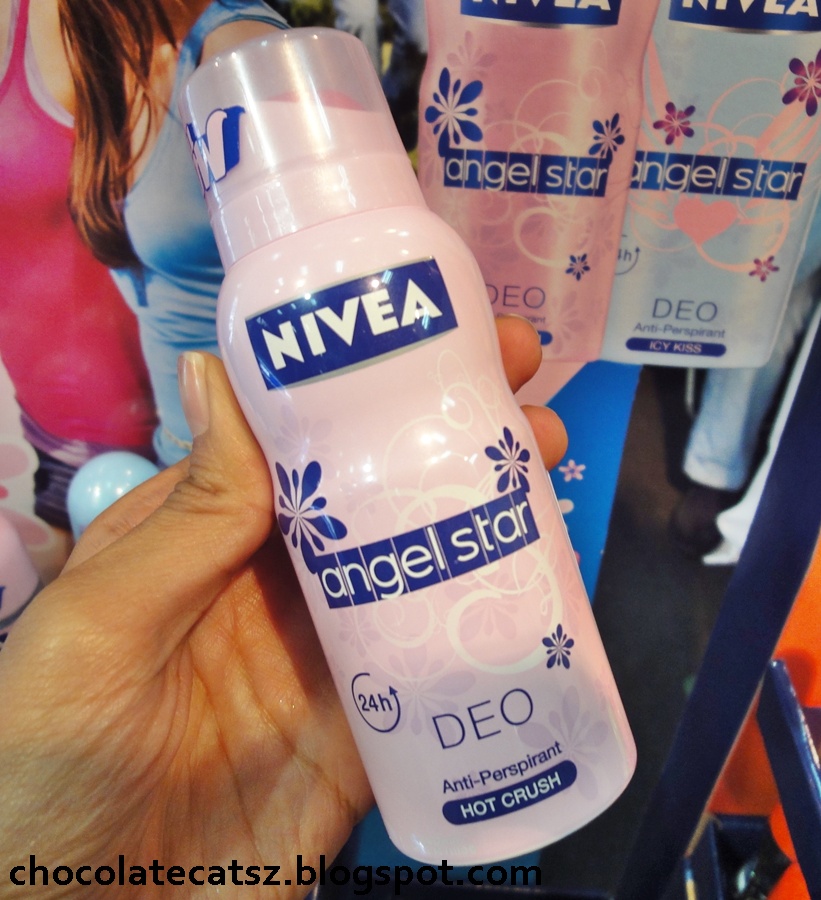 NIVEA
NIVEA
angel star
angel star
DEO
DEO
Anti-Perspirant
ICY KISS
NIVEA
angel star
24h
DEO
Anti-Perspirant
HOT CRUSH
chocolatecatsz.blogspot.com